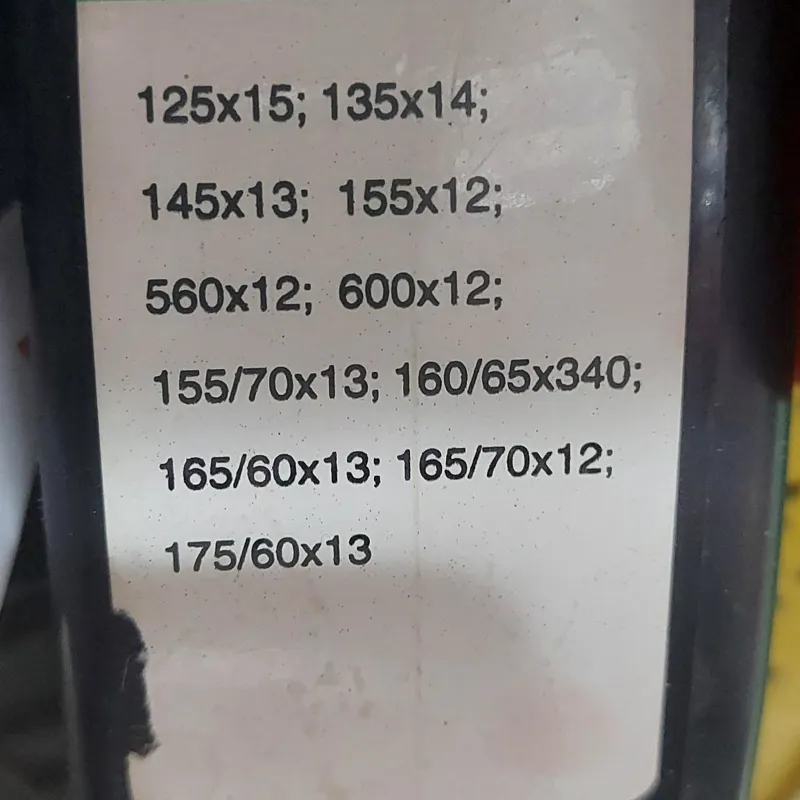 125x15; 135x14;
145x13; 155x12;
560x12; 600x12;
155/70x13; 160/65x340;
165/60x13; 165/70x12;
175/60x13